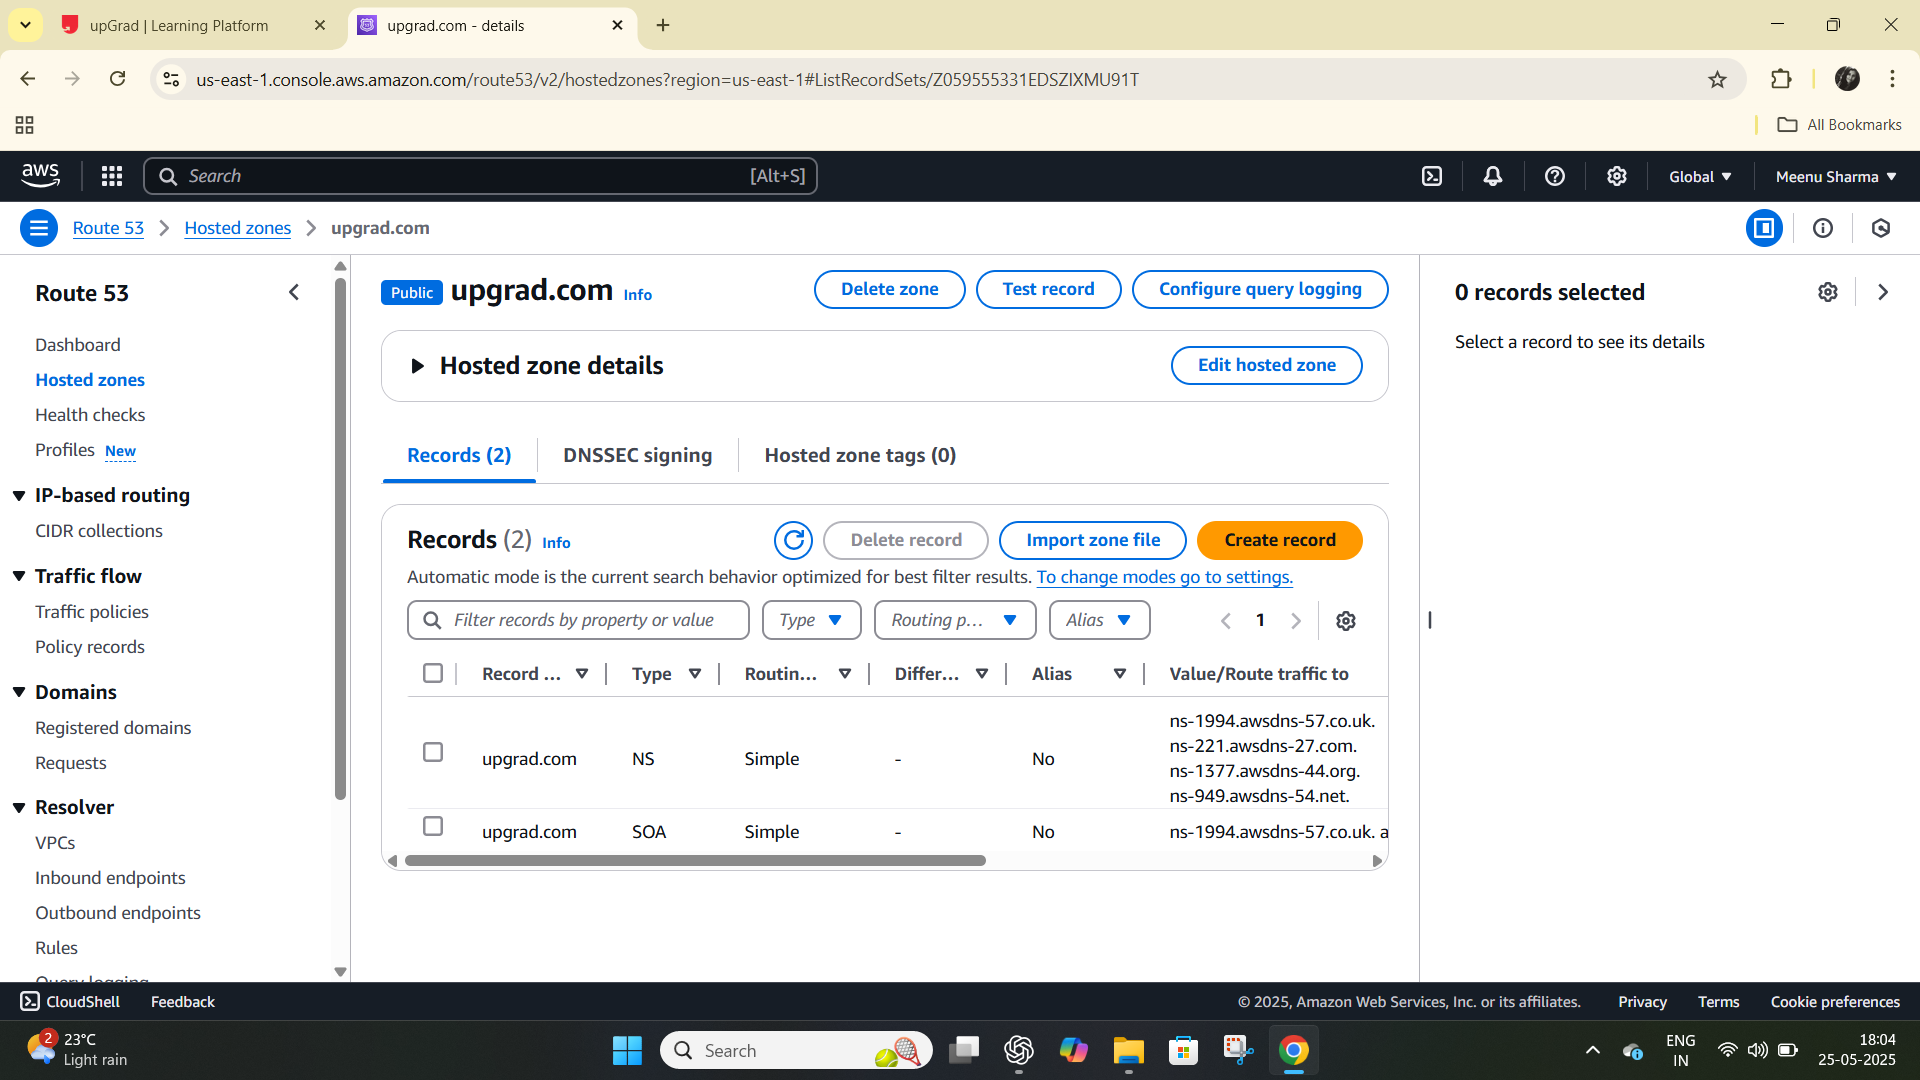 upGrad | Learning Platform
upgrad.com - details
us-east-1.console.aws.amazon.com/route53/v2/hostedzones?region=us-east-1#ListRecordSets/Z059555331EDSZIXMU91T
All Bookmarks
aws
Search
[Alt+S]
Global
Meenu Sharma
Route 53
Hosted zones
upgrad.com
Route 53
Dashboard
Hosted zones
Health checks
Profiles New
IP-based routing
CIDR collections
Traffic flow
Traffic policies
Policy records
Domains
Registered domains
Requests
Resolver
VPCs
Inbound endpoints
Outbound endpoints
Rules
Query logging
Public upgrad.com Info
Delete zone
Test record
Configure query logging
Hosted zone details
Edit hosted zone
Records (2)
DNSSEC signing
Hosted zone tags (0)
Records (2) Info
Delete record
Import zone file
Create record
Automatic mode is the current search behavior optimized for best filter results. To change modes go to settings.
Filter records by property or value
Type
Routing p...
Alias
1
Record ...
Type
Routin...
Differ...
Alias
Value/Route traffic to
upgrad.com
NS
Simple
-
No
ns-1994.awsdns-57.co.uk.
ns-221.awsdns-27.com.
ns-1377.awsdns-44.org.
ns-949.awsdns-54.net.
upgrad.com
SOA
Simple
-
No
ns-1994.awsdns-57.co.uk. a
0 records selected
Select a record to see its details
CloudShell
Feedback
© 2025, Amazon Web Services, Inc. or its affiliates.
Privacy
Terms
Cookie preferences
2
23°C
Light rain
Search
ENG
IN
18:04
25-05-2025